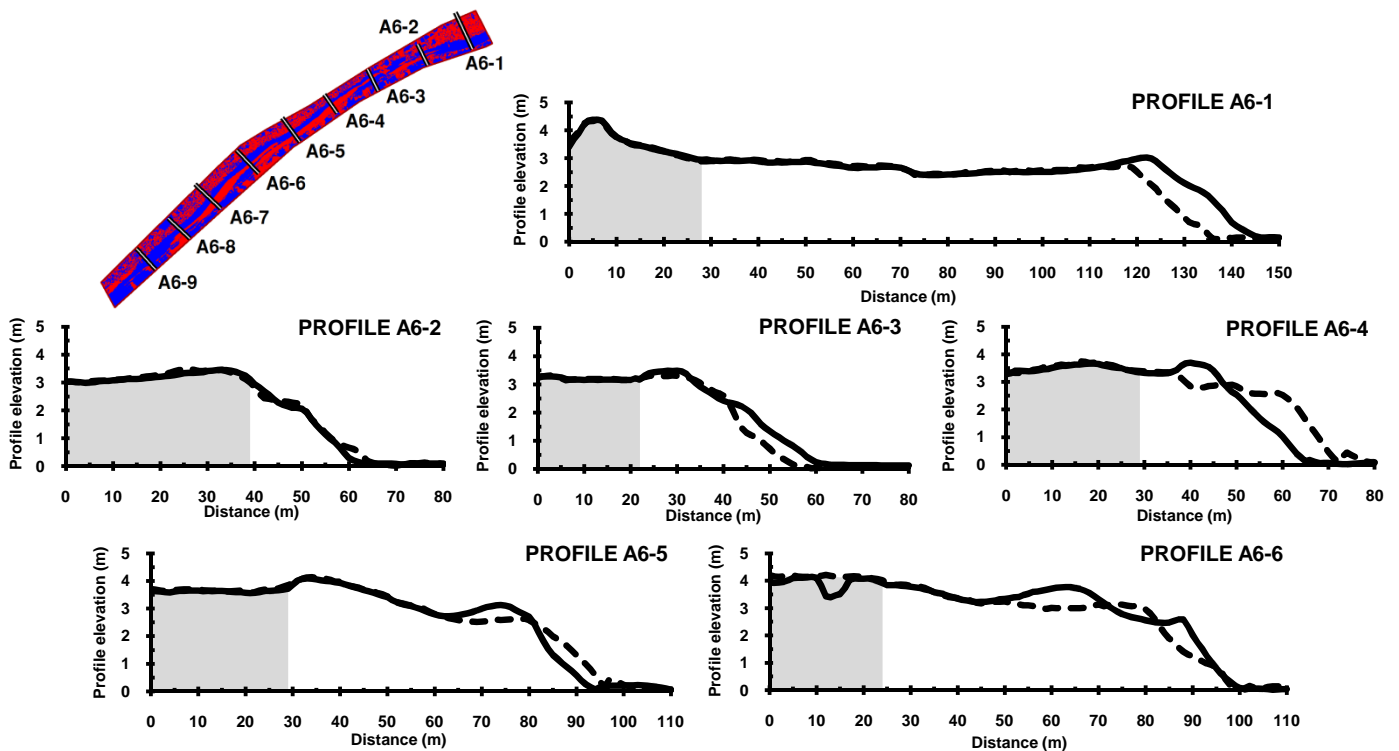 A6-2
A6-1
A6-3
A6-4
A6-5
A6-6
A6-7
A6-8
A6-9
PROFILE A6-1
Profile elevation (m)
5
4
3
2
1
0
0 10 20 30 40 50 60 70 80 90 100 110 120 130 140 150
Distance (m)
PROFILE A6-2
Profile elevation (m)
5
4
3
2
1
0
0 10 20 30 40 50 60 70 80
Distance (m)
PROFILE A6-3
Profile elevation (m)
5
4
3
2
1
0
0 10 20 30 40 50 60 70 80
Distance (m)
PROFILE A6-4
Profile elevation (m)
5
4
3
2
1
0
0 10 20 30 40 50 60 70 80
Distance (m)
PROFILE A6-5
Profile elevation (m)
5
4
3
2
1
0
0 10 20 30 40 50 60 70 80 90 100 110
Distance (m)
PROFILE A6-6
Profile elevation (m)
5
4
3
2
1
0
0 10 20 30 40 50 60 70 80 90 100 110
Distance (m)